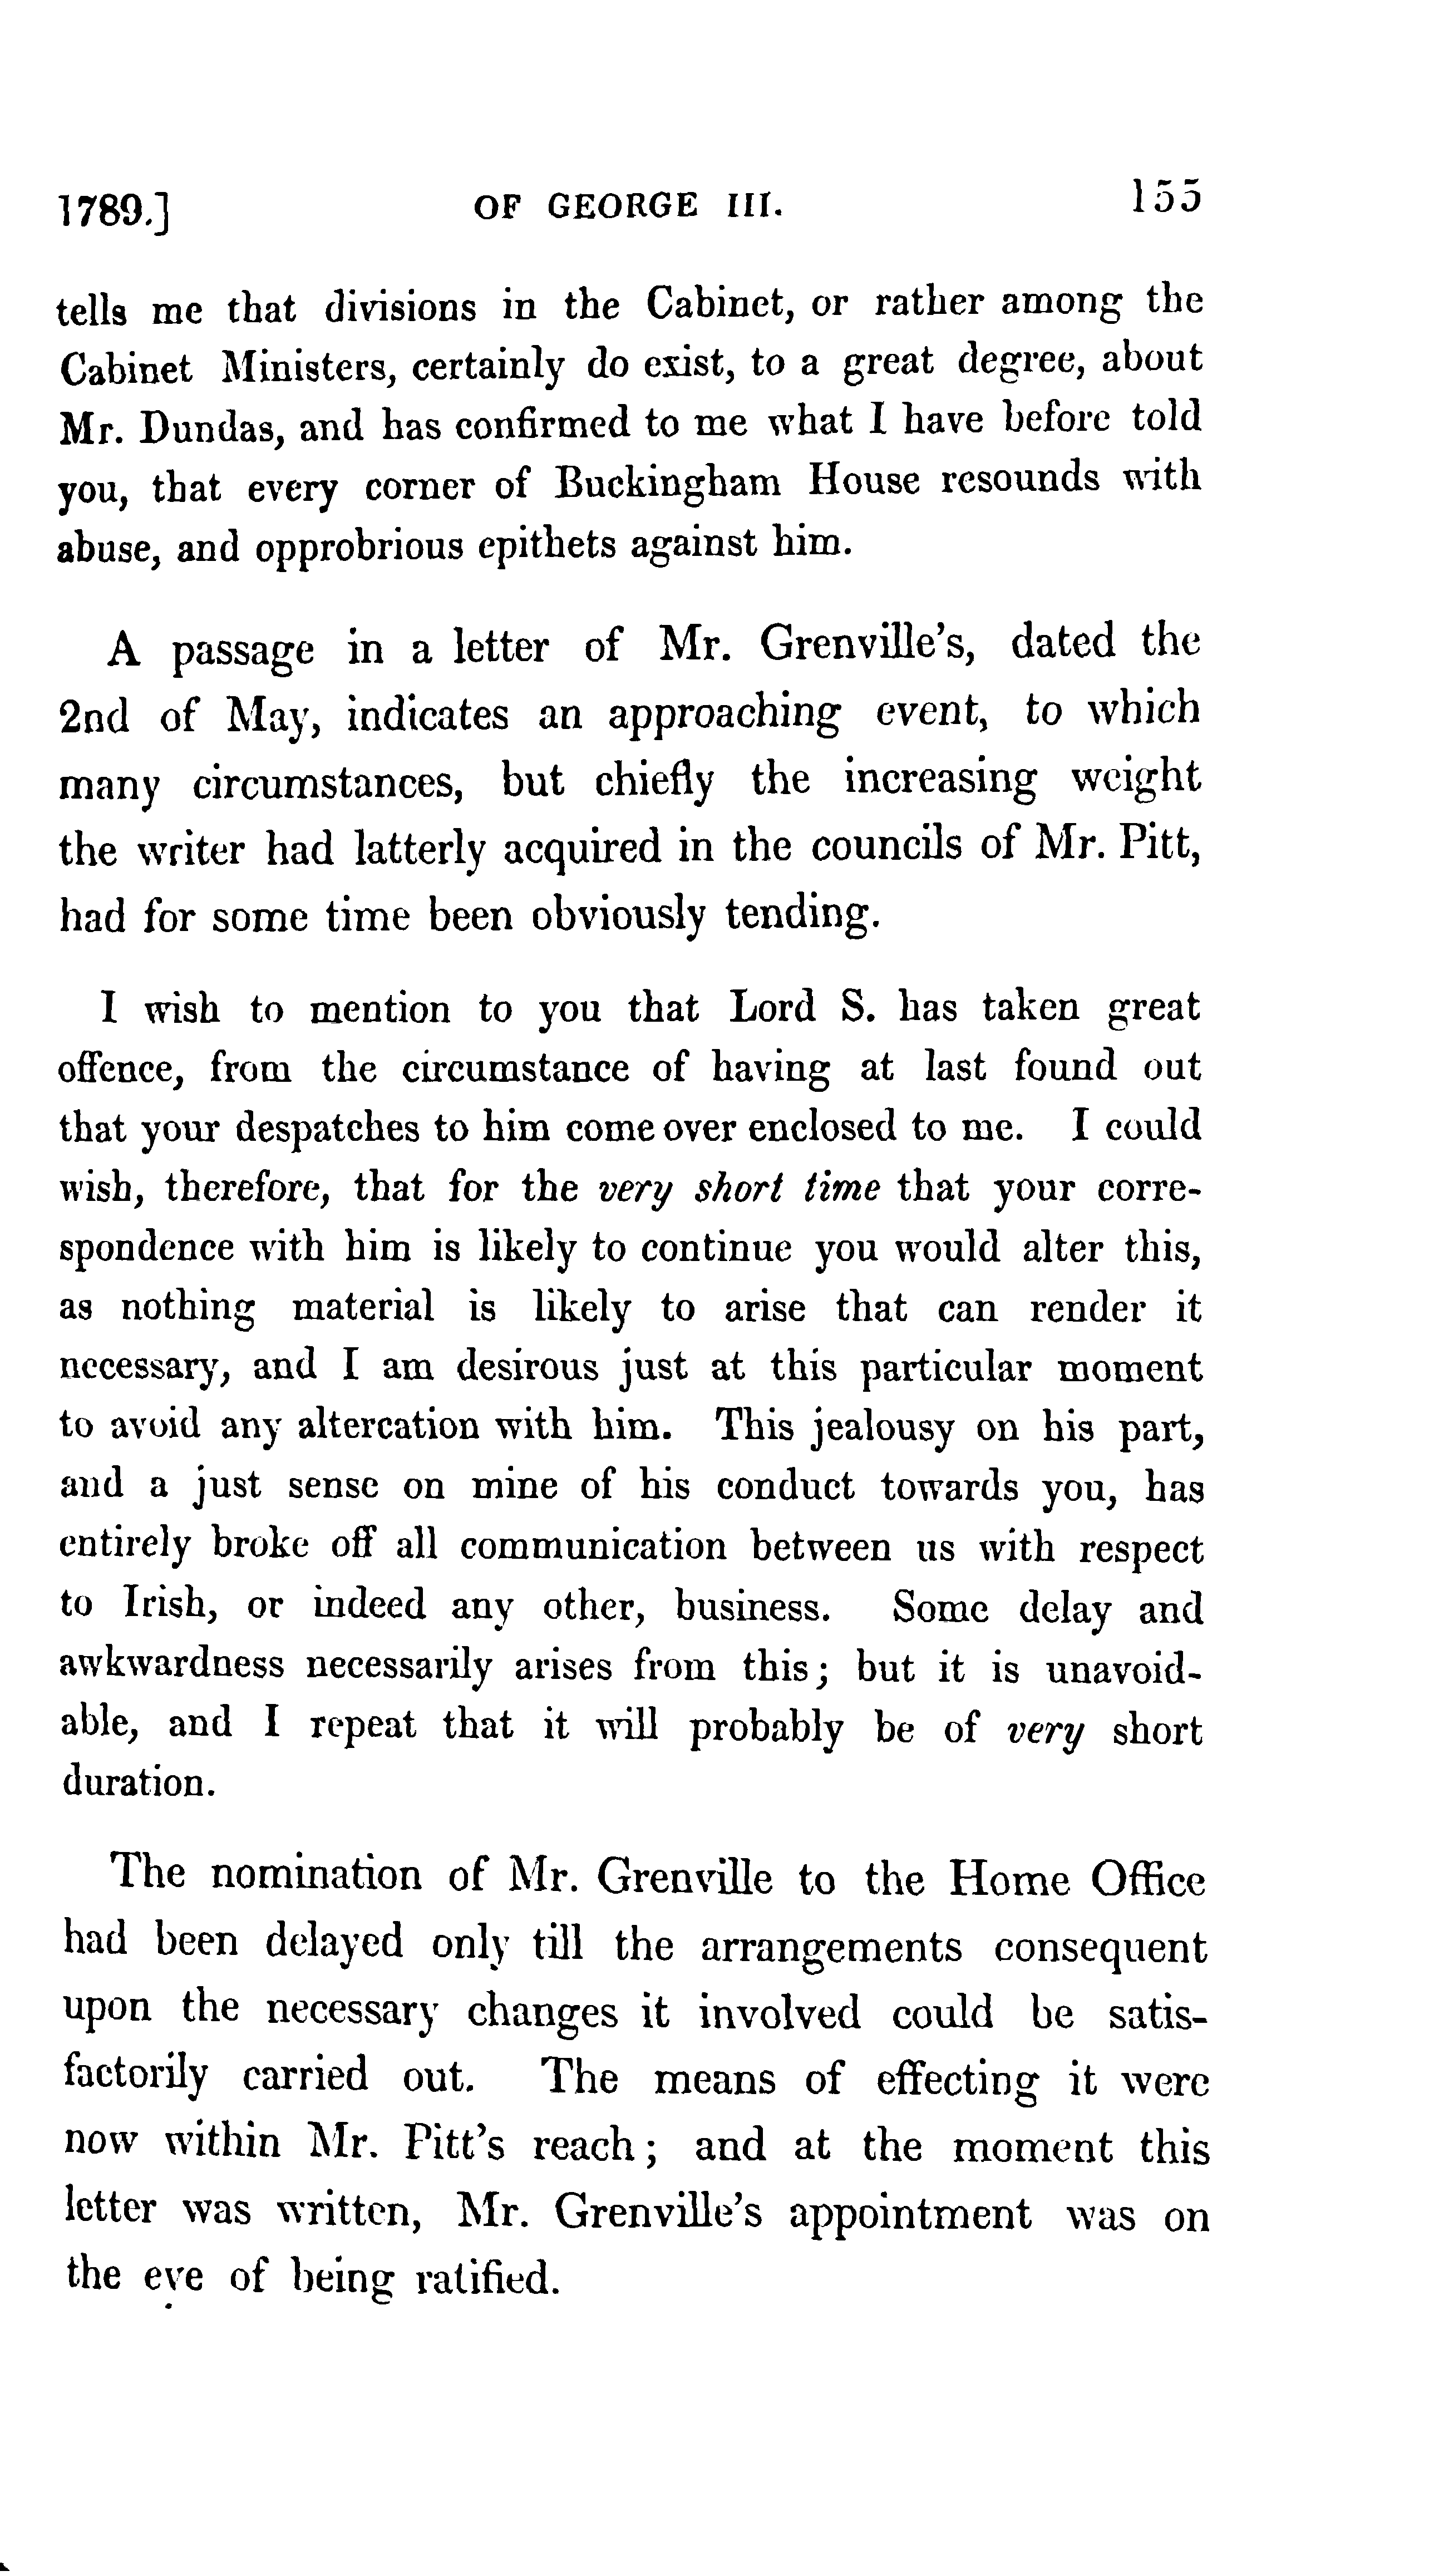 1789.] OF GEORGE III. 155
tells me that divisions in the Cabinet, or rather among the
Cabinet Ministers, certainly do exist, to a great degree, about
Mr. Dundas, and has confirmed to me what I have before told
you, that every corner of Buckingham House resounds with
abuse, and opprobrious epithets against him.
A passage in a letter of Mr. Grenville's, dated the
2nd of May, indicates an approaching event, to which
many circumstances, but chiefly the increasing weight
the writer had latterly acquired in the councils of Mr. Pitt,
had for some time been obviously tending.
I wish to mention to you that Lord S. has taken great
offence, from the circumstance of having at last found out
that your despatches to him come over enclosed to me. I could
wish, therefore, that for the very short time that your corre-
spondence with him is likely to continue you would alter this,
as nothing material is likely to arise that can render it
necessary, and I am desirous just at this particular moment
to avoid any altercation with him. This jealousy on his part,
and a just sense on mine of his conduct towards you, has
entirely broke off all communication between us with respect
to Irish, or indeed any other, business. Some delay and
awkwardness necessarily arises from this; but it is unavoid-
able, and I repeat that it will probably be of very short
duration.
The nomination of Mr. Grenville to the Home Office
had been delayed only till the arrangements consequent
upon the necessary changes it involved could be satis-
factorily carried out. The means of effecting it were
now within Mr. Pitt's reach; and at the moment this
letter was written, Mr. Grenville's appointment was on
the eve of being ratified.